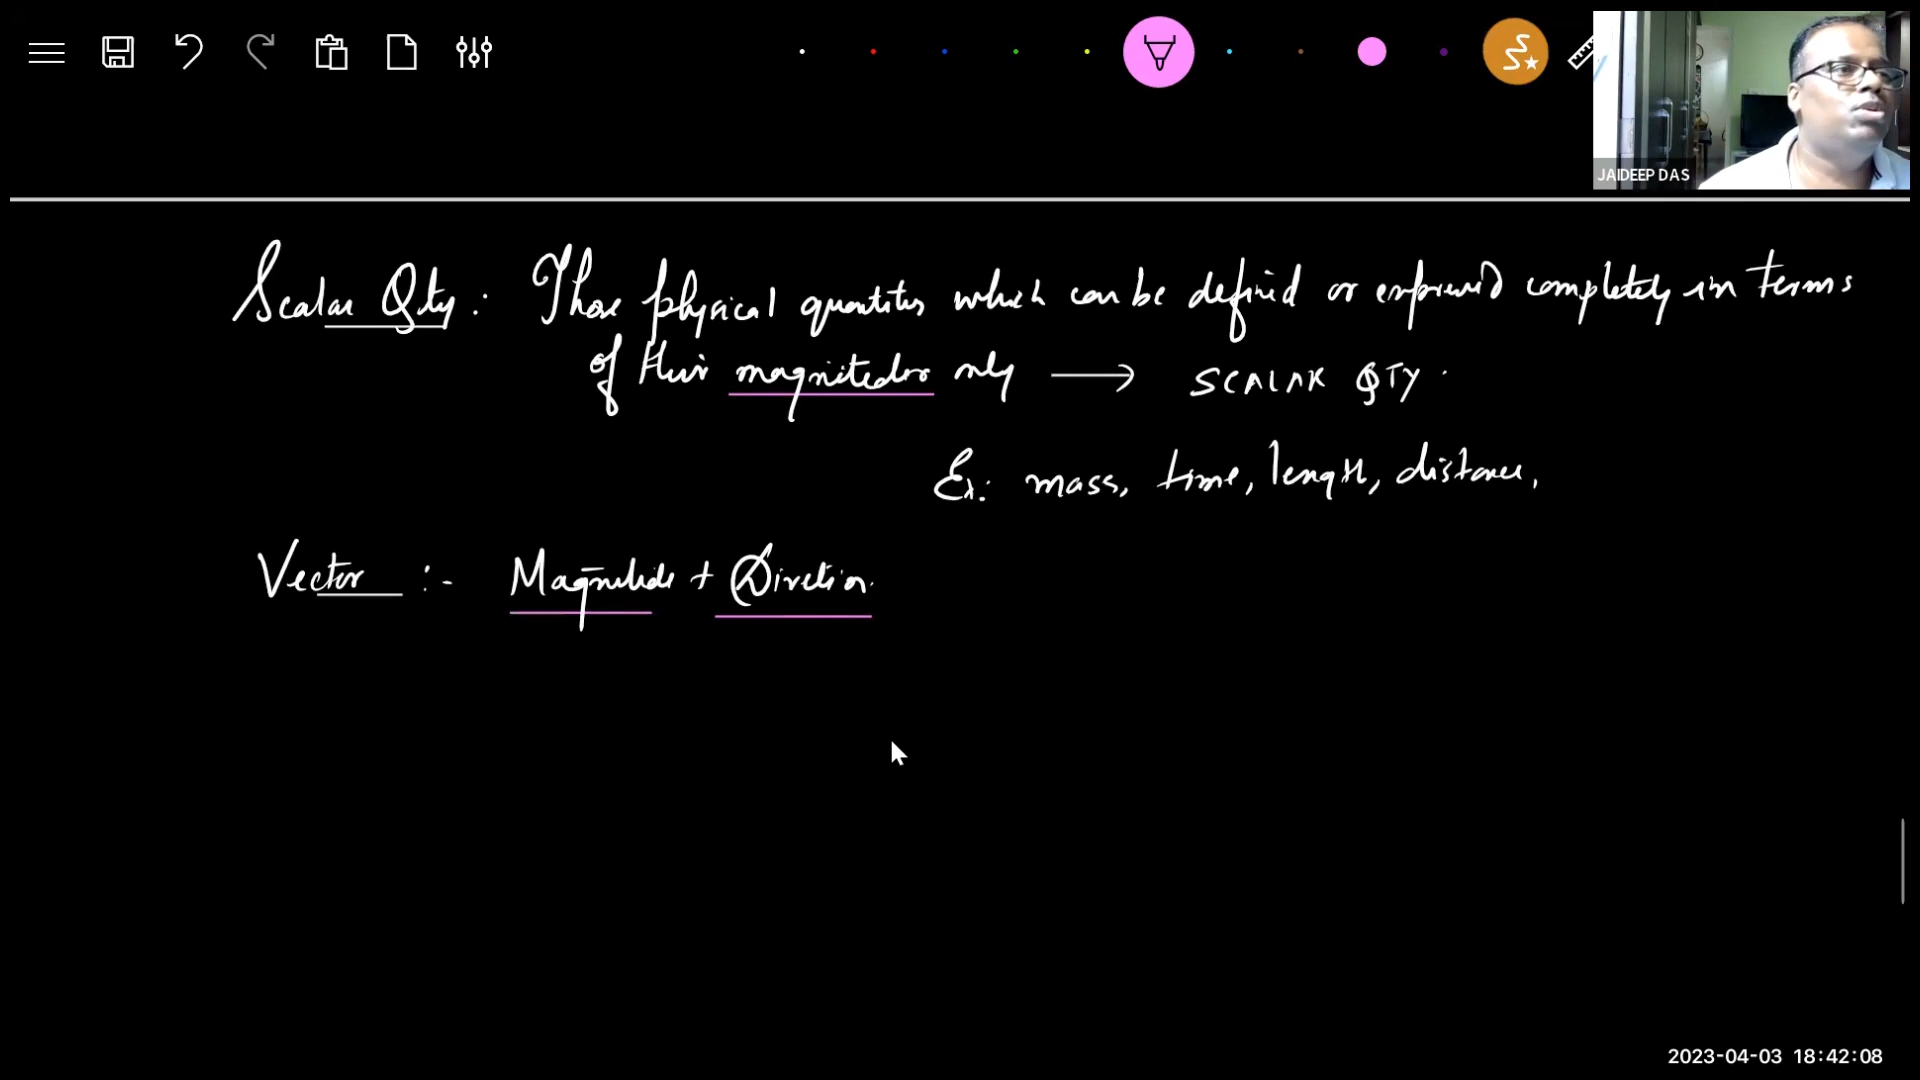 JAIDEEP DAS
Scalar Qty: Those physical quantities which can be defined or expressed completely in terms
of their magnitudes only → SCALAR QTY.
Ex: mass, time, length, distance,
Vector :- Magnitude + Direction.
2023-04-03 18:42:08